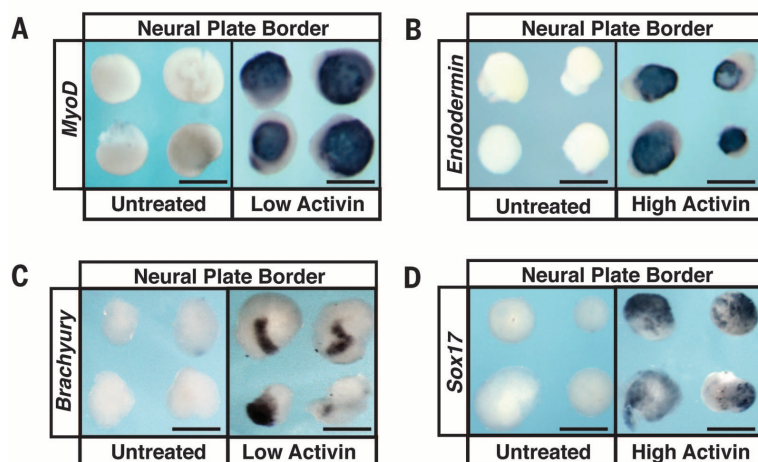 A
Neural Plate Border
MyoD
Untreated
Low Activin
B
Neural Plate Border
Endodermin
Untreated
High Activin
C
Neural Plate Border
Brachyury
Untreated
Low Activin
D
Neural Plate Border
Sox17
Untreated
High Activin